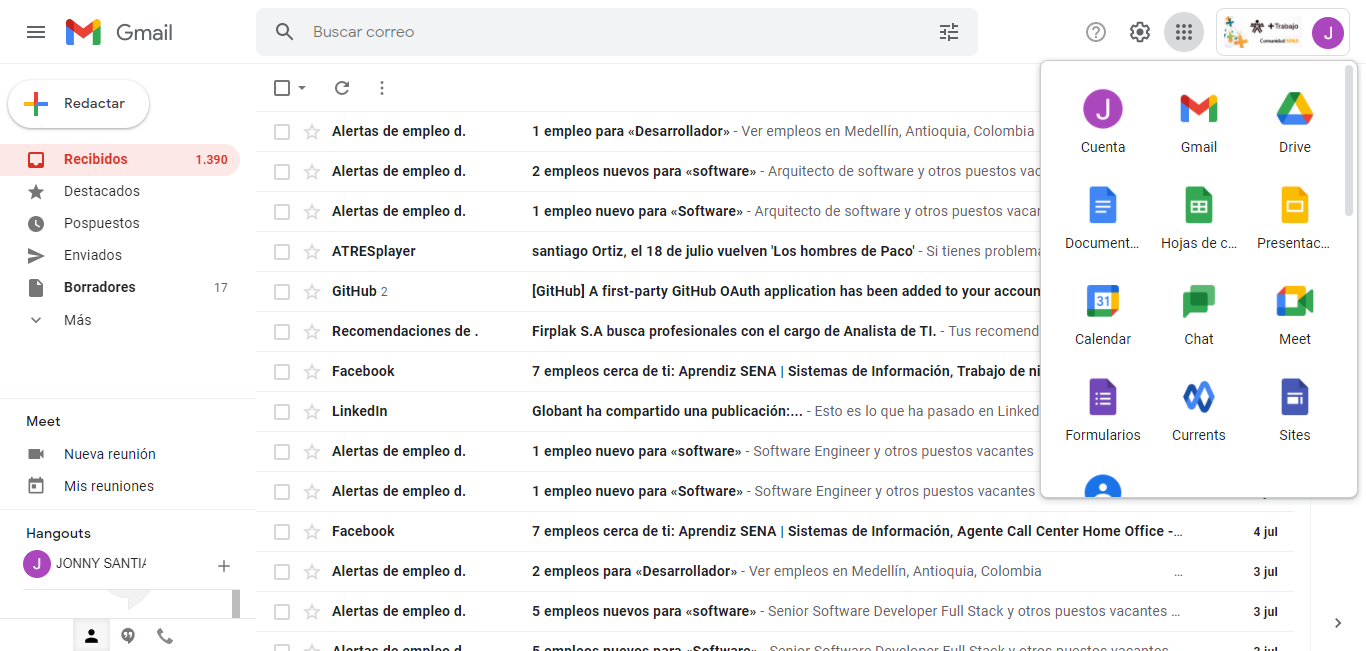 Gmail
Buscar correo
+Trabajo
Comunidad SENA
J
Redactar
Recibidos 1.390
Destacados
Pospuestos
Enviados
Borradores 17
Más
Meet
Nueva reunión
Mis reuniones
Hangouts
J JONNY SANTIA
Alertas de empleo d. 1 empleo para «Desarrollador» - Ver empleos en Medellín, Antioquia, Colombia
Alertas de empleo d. 2 empleos nuevos para «software» - Arquitecto de software y otros puestos vac
Alertas de empleo d. 1 empleo nuevo para «Software» - Arquitecto de software y otros puestos vacar
ATRESplayer santiago Ortiz, el 18 de julio vuelven 'Los hombres de Paco' - Si tienes problema
GitHub 2 [GitHub] A first-party GitHub OAuth application has been added to your accoun
Recomendaciones de . Firplak S.A busca profesionales con el cargo de Analista de TI. - Tus recomend
Facebook 7 empleos cerca de ti: Aprendiz SENA | Sistemas de Información, Trabajo de ni
LinkedIn Globant ha compartido una publicación:... - Esto es lo que ha pasado en Linked
Alertas de empleo d. 1 empleo nuevo para «software» - Software Engineer y otros puestos vacantes
Alertas de empleo d. 1 empleo nuevo para «Software» - Software Engineer y otros puestos vacantes
Facebook 7 empleos cerca de ti: Aprendiz SENA | Sistemas de Información, Agente Call Center Home Office -... 4 jul
Alertas de empleo d. 2 empleos para «Desarrollador» - Ver empleos en Medellín, Antioquia, Colombia ... 3 jul
Alertas de empleo d. 5 empleos nuevos para «software» - Senior Software Developer Full Stack y otros puestos vacantes ... 3 jul
Alertas de empleo d. 5 empleos nuevos para «Software» - Senior Software Developer Full Stack y otros puestos vacantes
J
Cuenta Gmail Drive
Document... Hojas de c... Presentac...
31
Calendar Chat Meet
Formularios Currents Sites